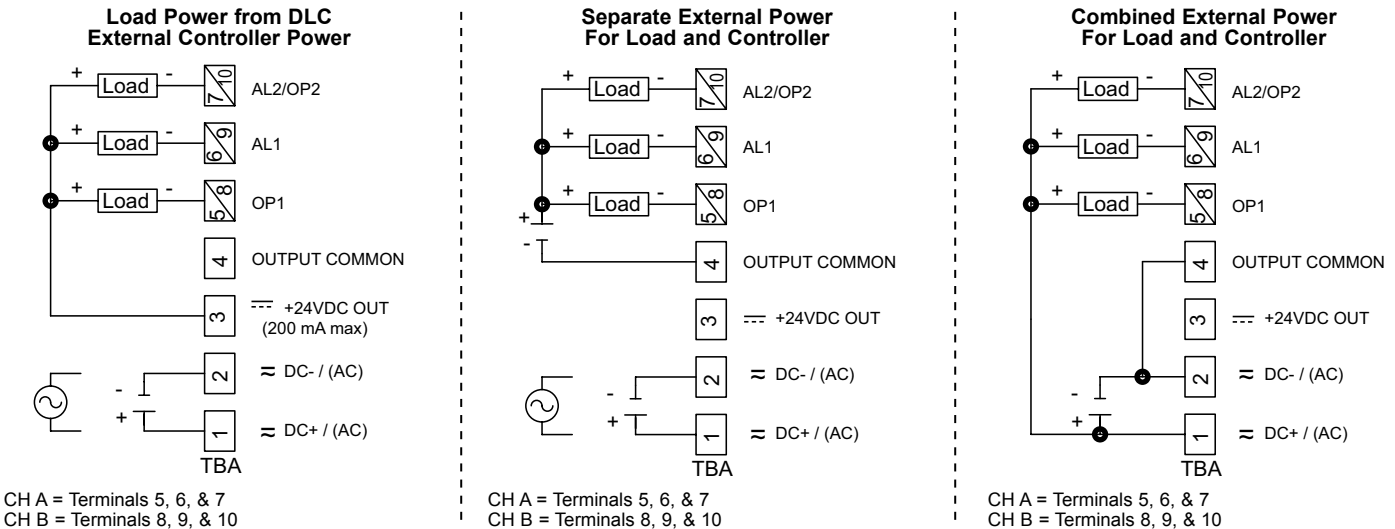 Load Power from DLC
External Controller Power
+ Load - 7/10 AL2/OP2
+ Load - 6/9 AL1
+ Load - 5/8 OP1
4 OUTPUT COMMON
3 +24VDC OUT
(200 mA max)
- 2 ≂ DC- / (AC)
+ 1 ≂ DC+ / (AC)
TBA
CH A = Terminals 5, 6, & 7
CH B = Terminals 8, 9, & 10
Separate External Power
For Load and Controller
+ Load - 7/10 AL2/OP2
+ Load - 6/9 AL1
+ Load - 5/8 OP1
+
- 4 OUTPUT COMMON
3 +24VDC OUT
- 2 ≂ DC- / (AC)
+ 1 ≂ DC+ / (AC)
TBA
CH A = Terminals 5, 6, & 7
CH B = Terminals 8, 9, & 10
Combined External Power
For Load and Controller
+ Load - 7/10 AL2/OP2
+ Load - 6/9 AL1
+ Load - 5/8 OP1
4 OUTPUT COMMON
3 +24VDC OUT
- 2 ≂ DC- / (AC)
+ 1 ≂ DC+ / (AC)
TBA
CH A = Terminals 5, 6, & 7
CH B = Terminals 8, 9, & 10